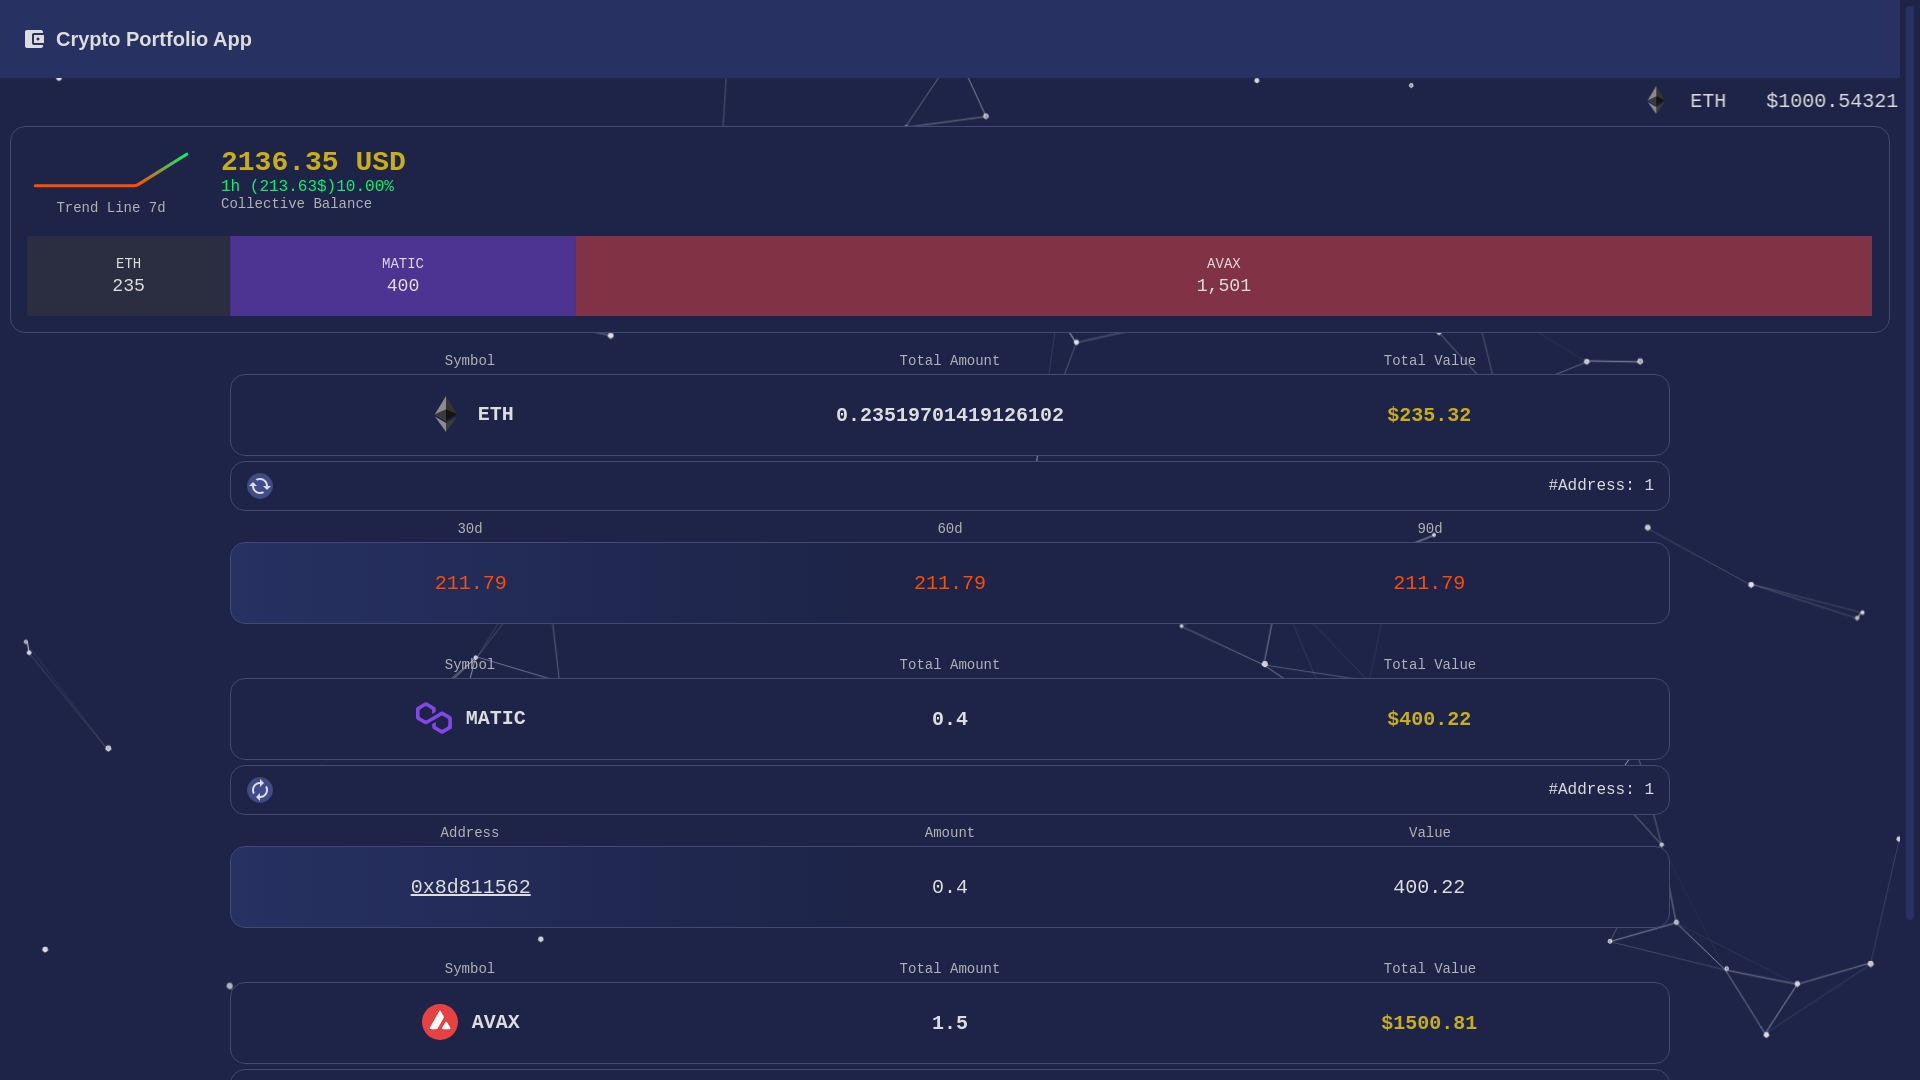 Crypto Portfolio App
ETH $1000.54321
2136.35 USD
1h (213.63$)10.00%
Collective Balance
Trend Line 7d
ETH MATIC AVAX
235 400 1,501
Symbol Total Amount Total Value
ETH 0.23519701419126102 $235.32
#Address: 1
30d 60d 90d
211.79 211.79 211.79
Symbol Total Amount Total Value
MATIC 0.4 $400.22
#Address: 1
Address Amount Value
0x8d811562 0.4 400.22
Symbol Total Amount Total Value
AVAX 1.5 $1500.81